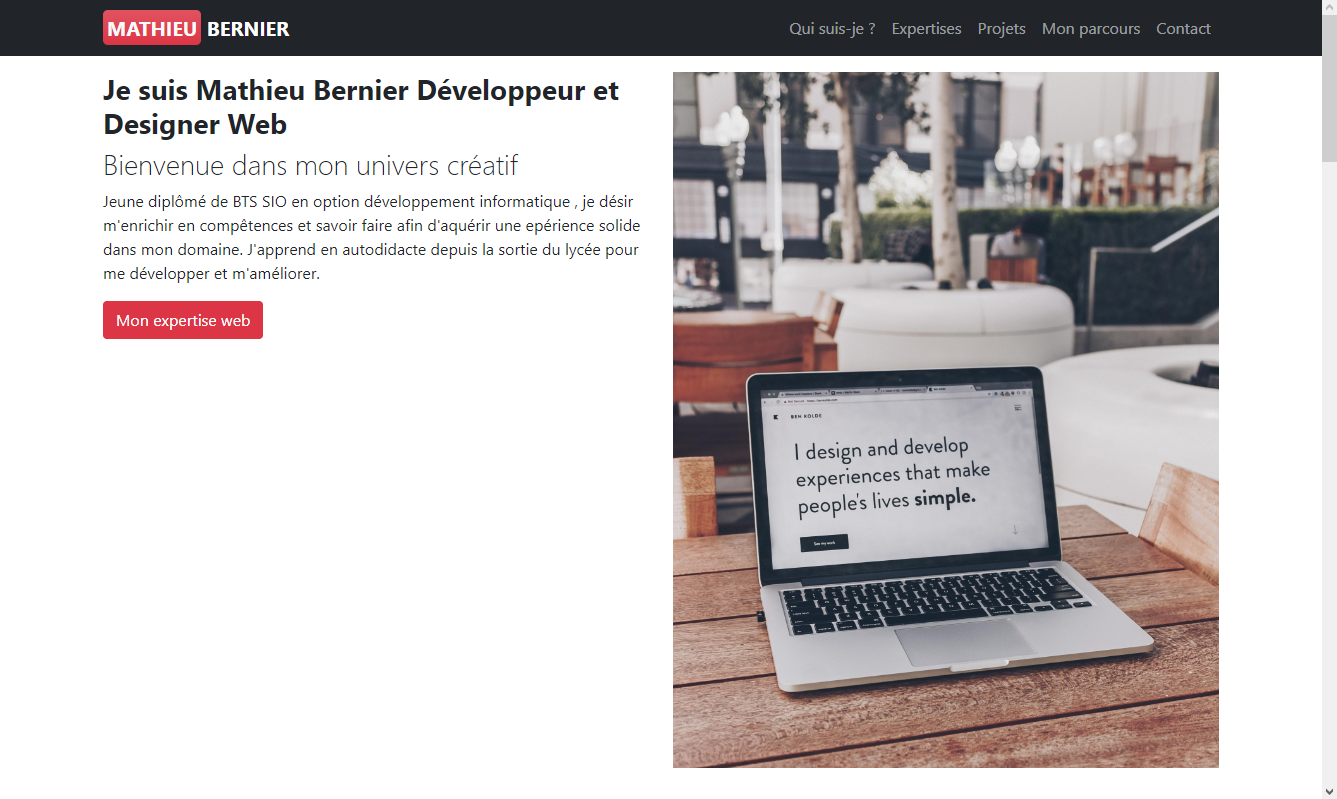 MATHIEU BERNIER
Qui suis-je ? Expertises Projets Mon parcours Contact
Je suis Mathieu Bernier Développeur et
Designer Web
Bienvenue dans mon univers créatif
Jeune diplômé de BTS SIO en option développement informatique , je désir
m'enrichir en compêtences et savoir faire afin d'aquérir une epérience solide
dans mon domaine. J'apprend en autodidacte depuis la sortie du lycée pour
me développer et m'améliorer.
Mon expertise web
BEN KOLDE
I design and develop
experiences that make
people's lives simple.
See my work